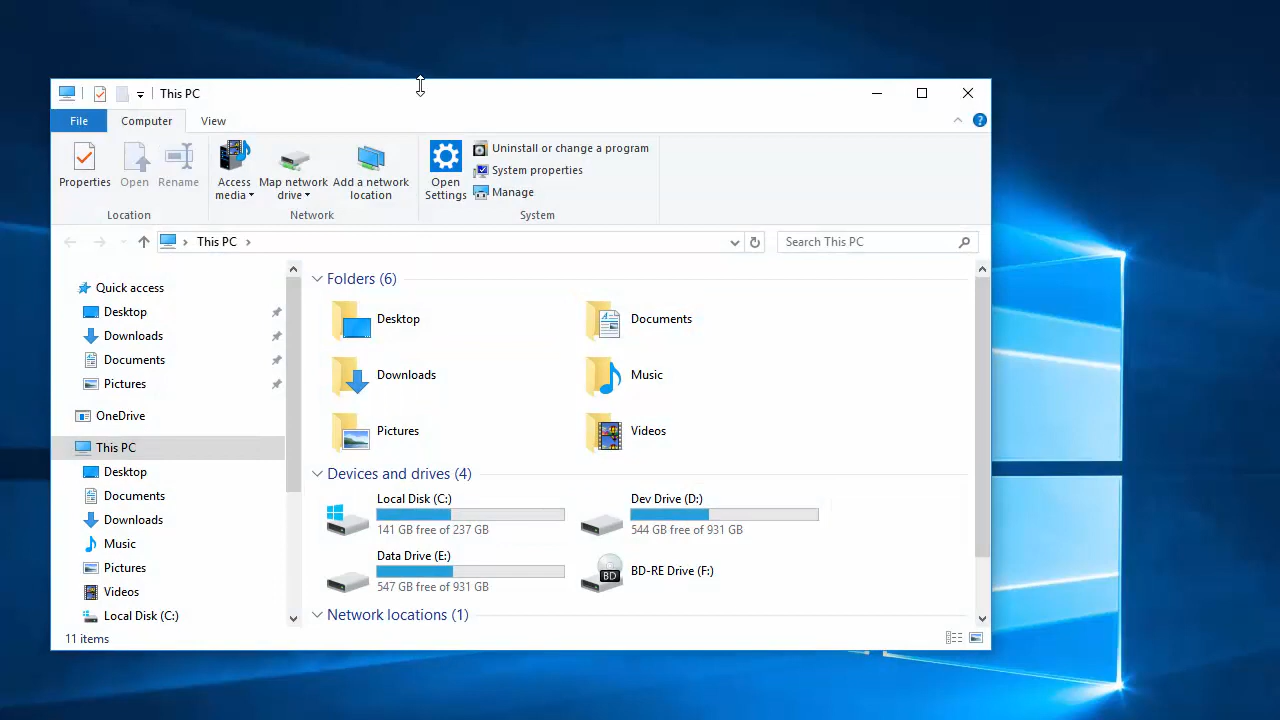 This PC
File Computer View
Properties Open Rename Access media Map network drive Add a network location Open Settings
Uninstall or change a program
System properties
Manage
Location Network System
This PC
Search This PC
Quick access
Desktop
Downloads
Documents
Pictures
OneDrive
This PC
Desktop
Documents
Downloads
Music
Pictures
Videos
Local Disk (C:)
Folders (6)
Desktop Documents
Downloads Music
Pictures Videos
Devices and drives (4)
Local Disk (C:)
141 GB free of 237 GB
Dev Drive (D:)
544 GB free of 931 GB
Data Drive (E:)
547 GB free of 931 GB
BD
BD-RE Drive (F:)
Network locations (1)
11 items